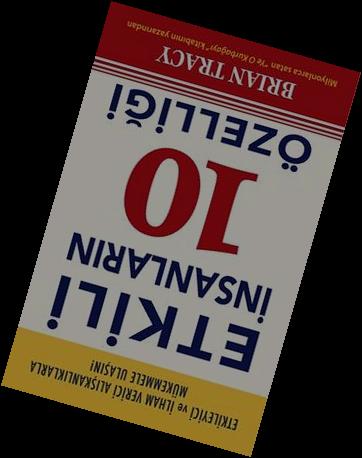 ETKİLEYİCİ ve İLHAM VERİCİ ALIŞKANLIKLARLA
MÜKEMMELE ULAŞIN!
ETKİLİ
İNSANLARIN
10
ÖZELLİĞİ
BRIAN TRACY
Milyonlarca satan "Ye O Kurbağayı" kitabının yazarından